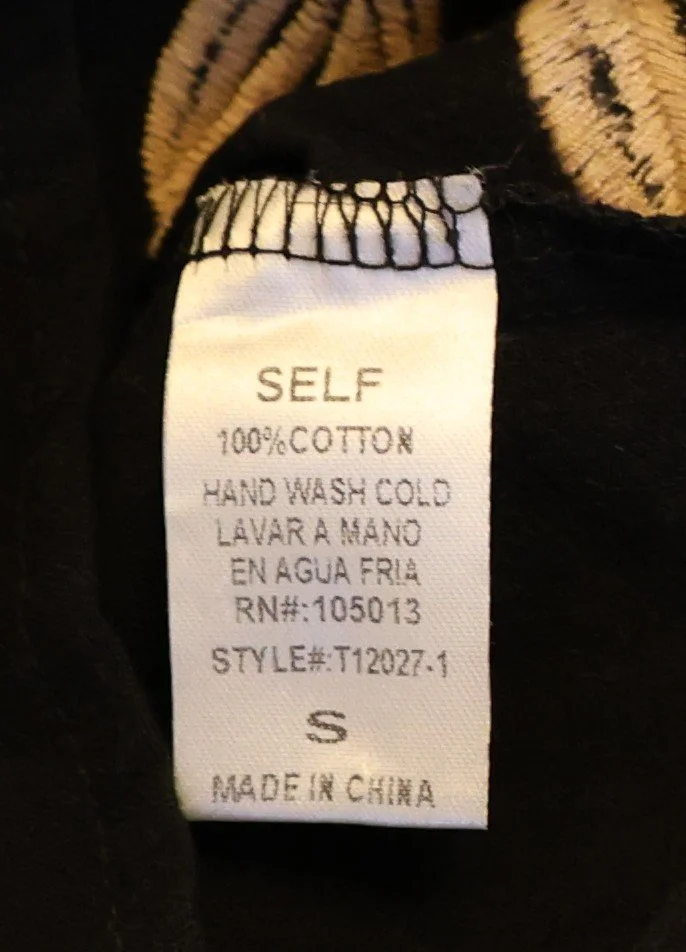 SELF
100%COTTON
HAND WASH COLD
LAVAR A MANO
EN AGUA FRIA
RN#:105013
STYLE#:T12027-1
S
MADE IN CHINA